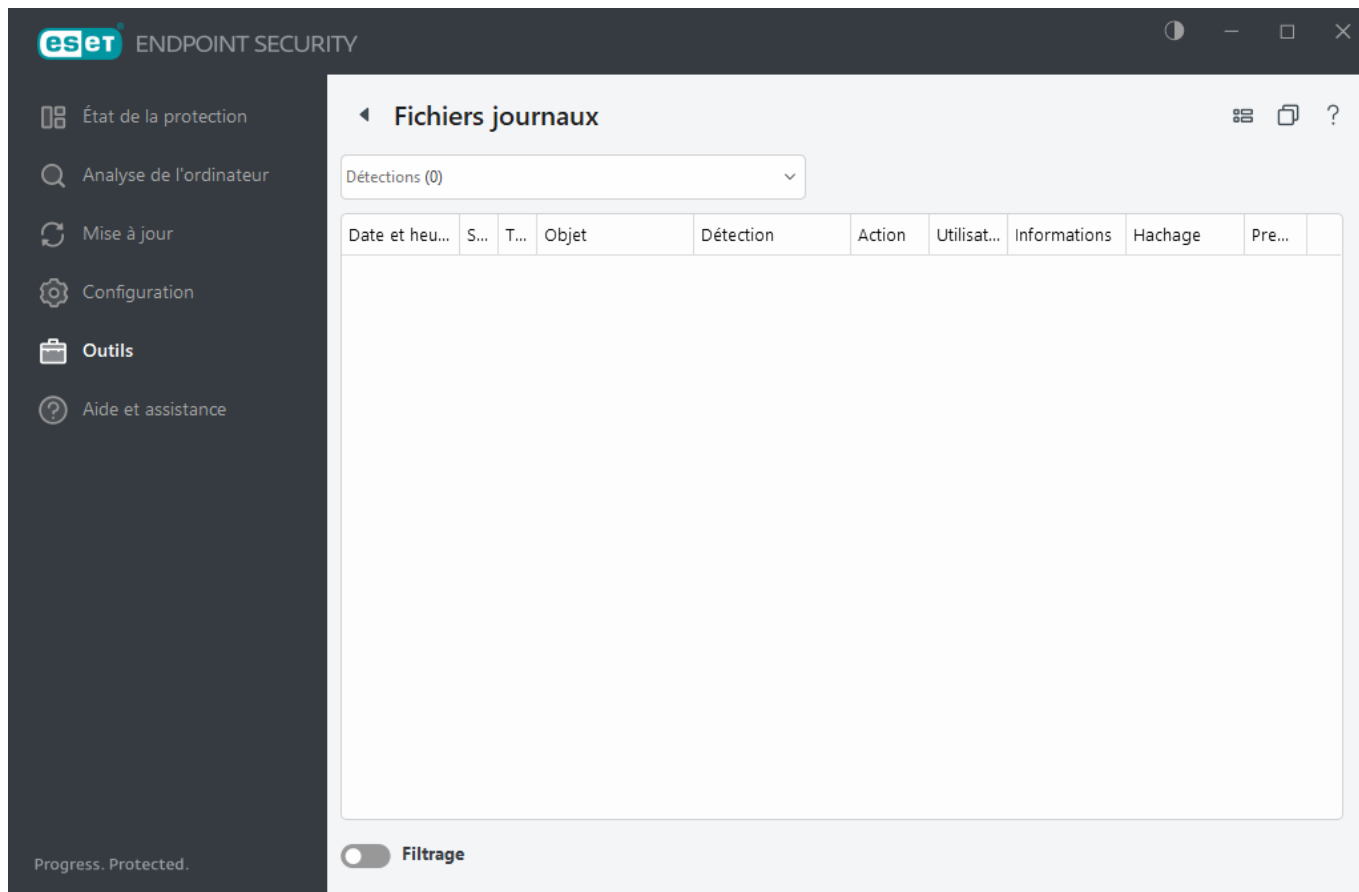 eset ENDPOINT SECURITY
État de la protection
Analyse de l'ordinateur
Mise à jour
Configuration
Outils
Aide et assistance
Progress. Protected.
Fichiers journaux
?
Détections (0)
Date et heu... S... T... Objet Détection Action Utilisat... Informations Hachage Pre...
Filtrage